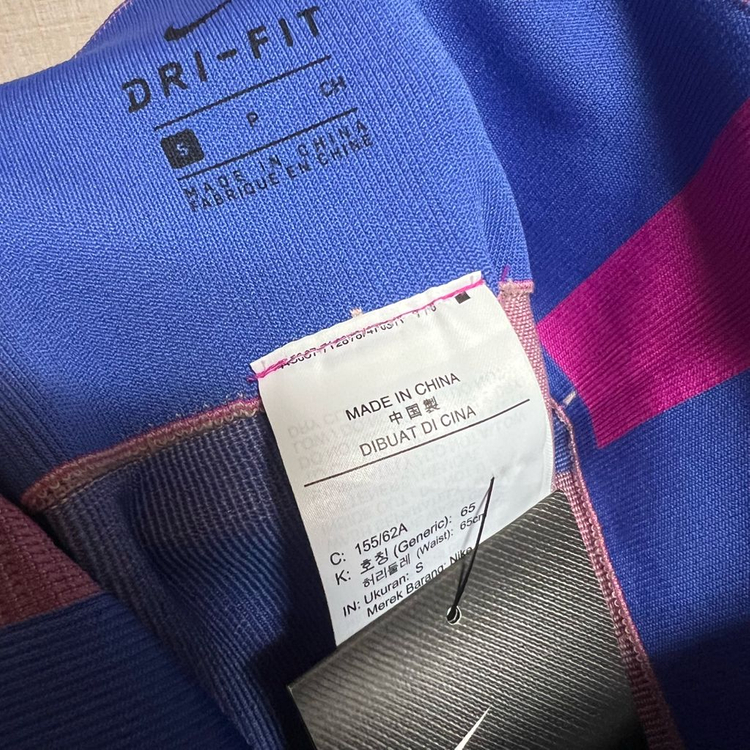 DRI-FIT
S P CH
MADE IN CHINA
FABRIQUE EN CHINE
MADE IN CHINA
中国製
DIBUAT DI CINA
C: 155/62A
K: 호칭 (Generic): 65
허리둘레 (Waist): 65cm
IN: Ukuran: S
Merek Barang: Nike